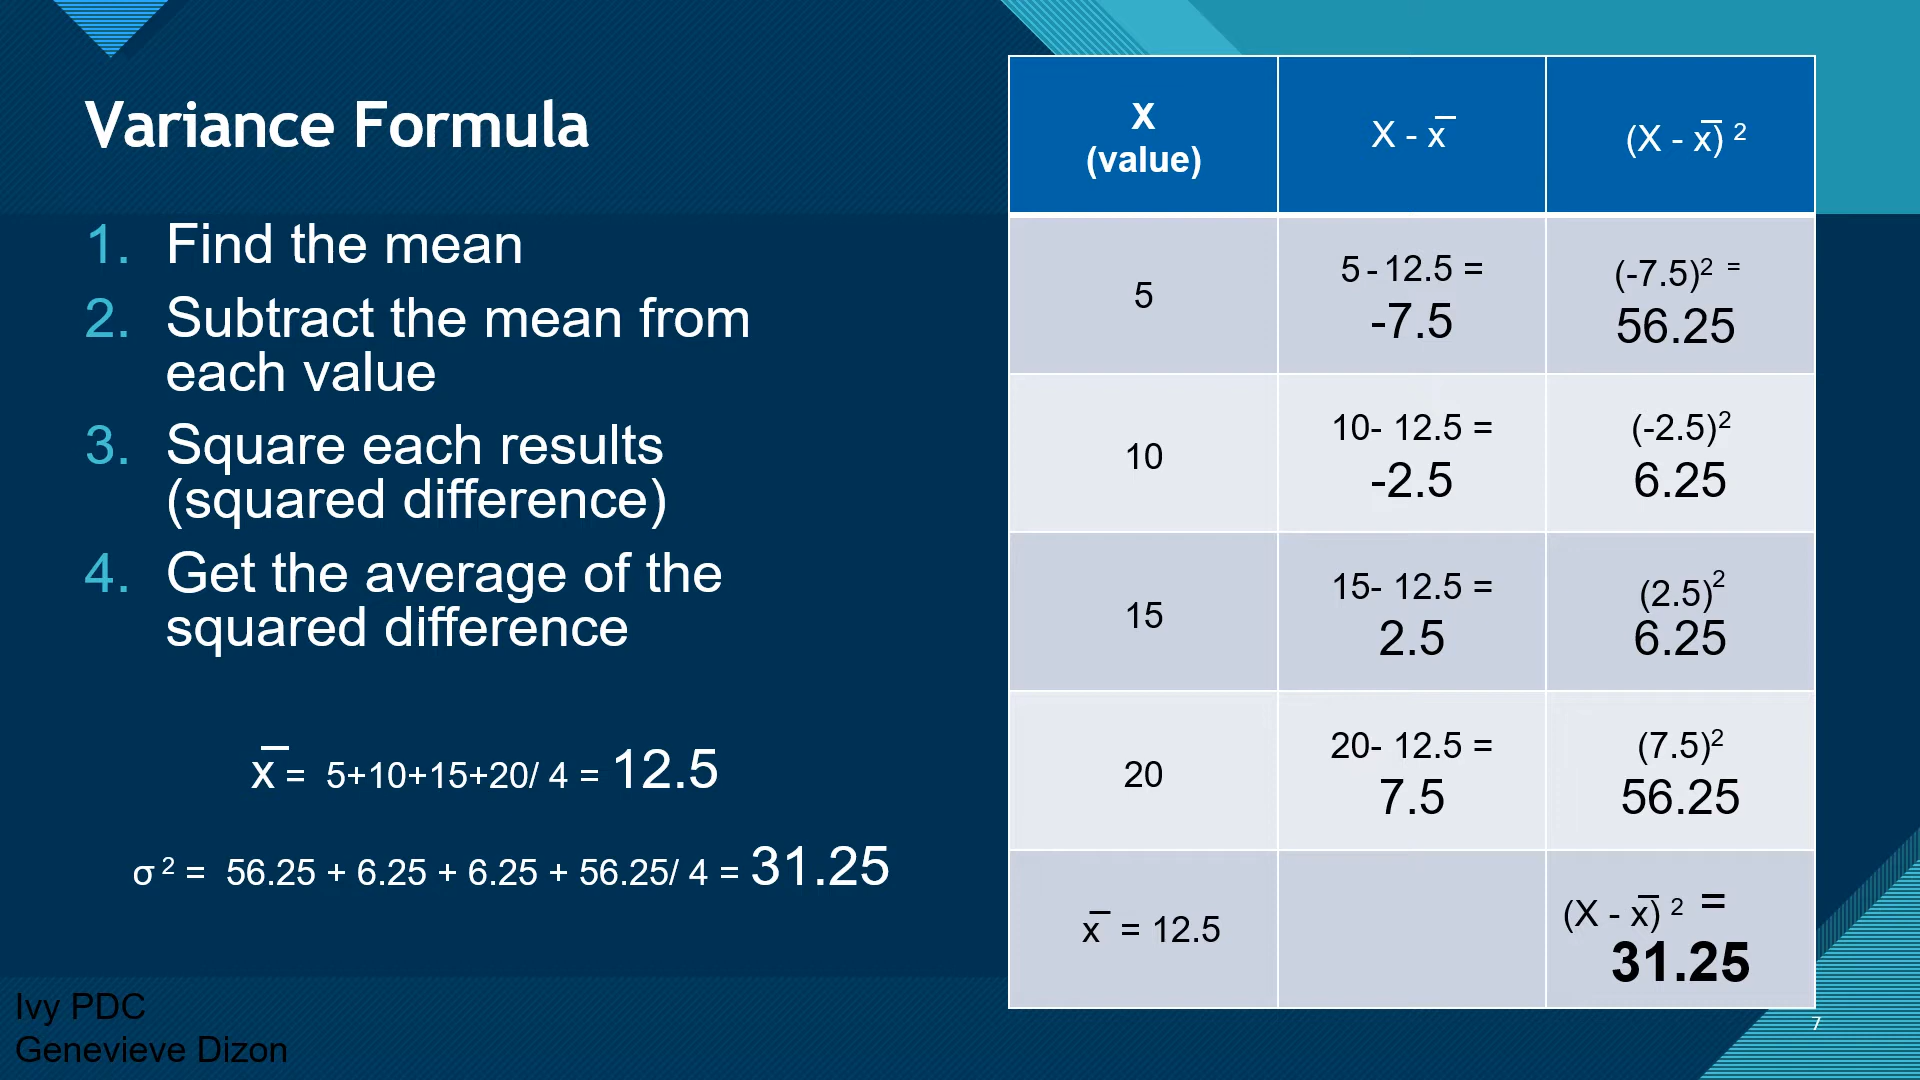 Variance Formula
1. Find the mean
2. Subtract the mean from
each value
3. Square each results
(squared difference)
4. Get the average of the
squared difference
x̅ = 5+10+15+20/ 4 = 12.5
σ ² = 56.25 + 6.25 + 6.25 + 56.25/ 4 = 31.25
X
(value)
X - x̅
(X - x̅) ²
5
5 - 12.5 =
-7.5
(-7.5)² =
56.25
10
10- 12.5 =
-2.5
(-2.5)²
6.25
15
15- 12.5 =
2.5
(2.5)²
6.25
20
20- 12.5 =
7.5
(7.5)²
56.25
x̅ = 12.5
(X - x̅) ² =
31.25
Ivy PDC
Genevieve Dizon
7